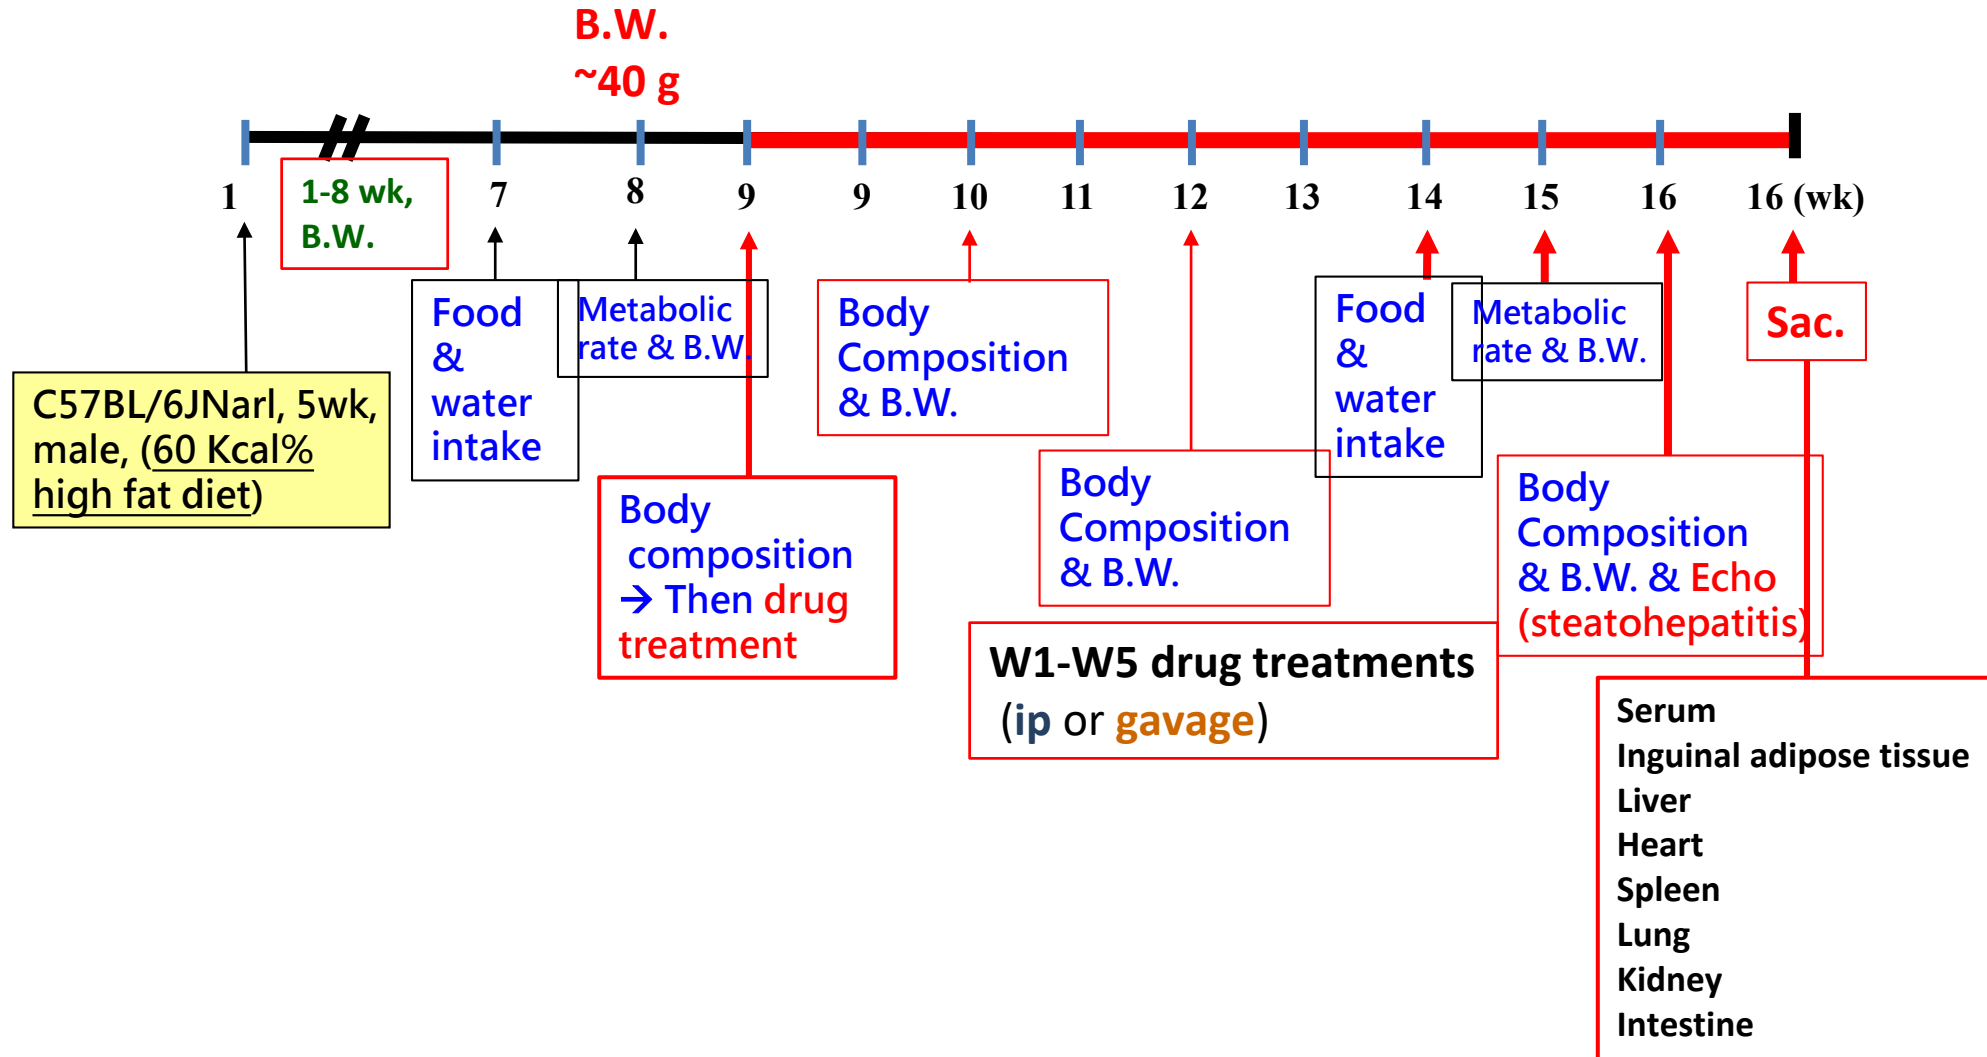 B.W.
~40 g
1
7
8
9
9
10
11
12
13
14
15
16
16 (wk)
1-8 wk,
B.W.
C57BL/6JNarl, 5wk,
male, (60 Kcal%
high fat diet)
Food
&
water
intake
Metabolic
rate & B.W.
Body
composition
→ Then drug
treatment
Body
Composition
& B.W.
Body
Composition
& B.W.
Food
&
water
intake
Metabolic
rate & B.W.
Body
Composition
& B.W. & Echo
(steatohepatitis)
Sac.
W1-W5 drug treatments
(ip or gavage)
Serum
Inguinal adipose tissue
Liver
Heart
Spleen
Lung
Kidney
Intestine